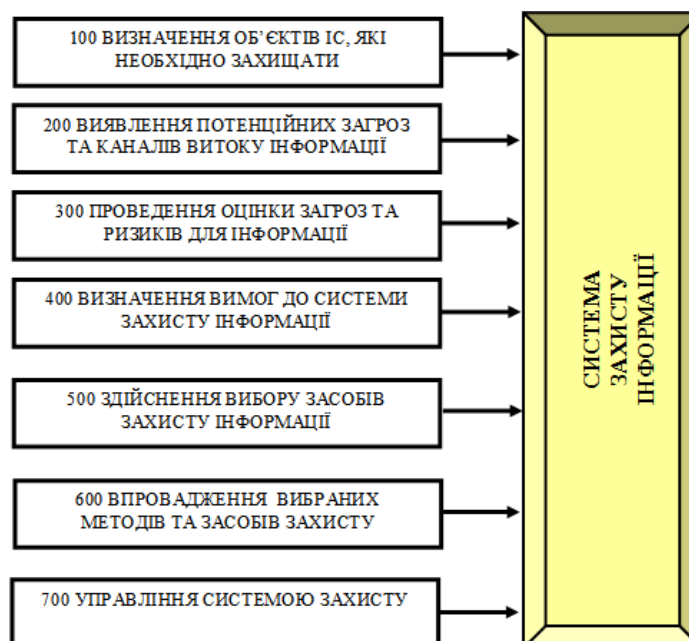 100 ВИЗНАЧЕННЯ ОБ’ЄКТІВ ІС, ЯКІ
НЕОБХІДНО ЗАХИЩАТИ
200 ВИЯВЛЕННЯ ПОТЕНЦІЙНИХ ЗАГРОЗ
ТА КАНАЛІВ ВИТОКУ ІНФОРМАЦІЇ
300 ПРОВЕДЕННЯ ОЦІНКИ ЗАГРОЗ ТА
РИЗИКІВ ДЛЯ ІНФОРМАЦІЇ
400 ВИЗНАЧЕННЯ ВИМОГ ДО СИСТЕМИ
ЗАХИСТУ ІНФОРМАЦІЇ
500 ЗДІЙСНЕННЯ ВИБОРУ ЗАСОБІВ
ЗАХИСТУ ІНФОРМАЦІЇ
600 ВПРОВАДЖЕННЯ ВИБРАНИХ
МЕТОДІВ ТА ЗАСОБІВ ЗАХИСТУ
700 УПРАВЛІННЯ СИСТЕМОЮ ЗАХИСТУ
СИСТЕМА
ЗАХИСТУ
ІНФОРМАЦІЇ